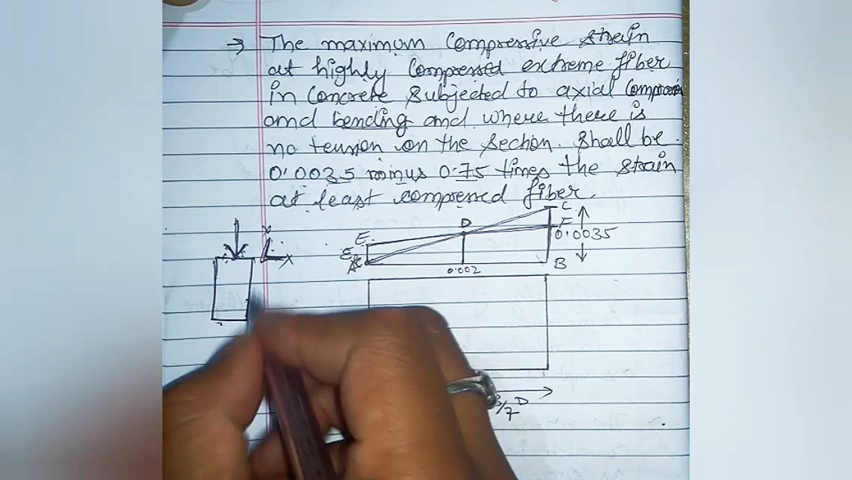 → The maximum compressive strain
at highly compressed extreme fiber
in concrete subjected to axial compression
and bending and where there is
no tension on the section. Shall be
0.0035 minus 0.75 times the strain
at least compressed fiber.
C
D
E
F
0.0035
X
A
0.002
B
3/7 D